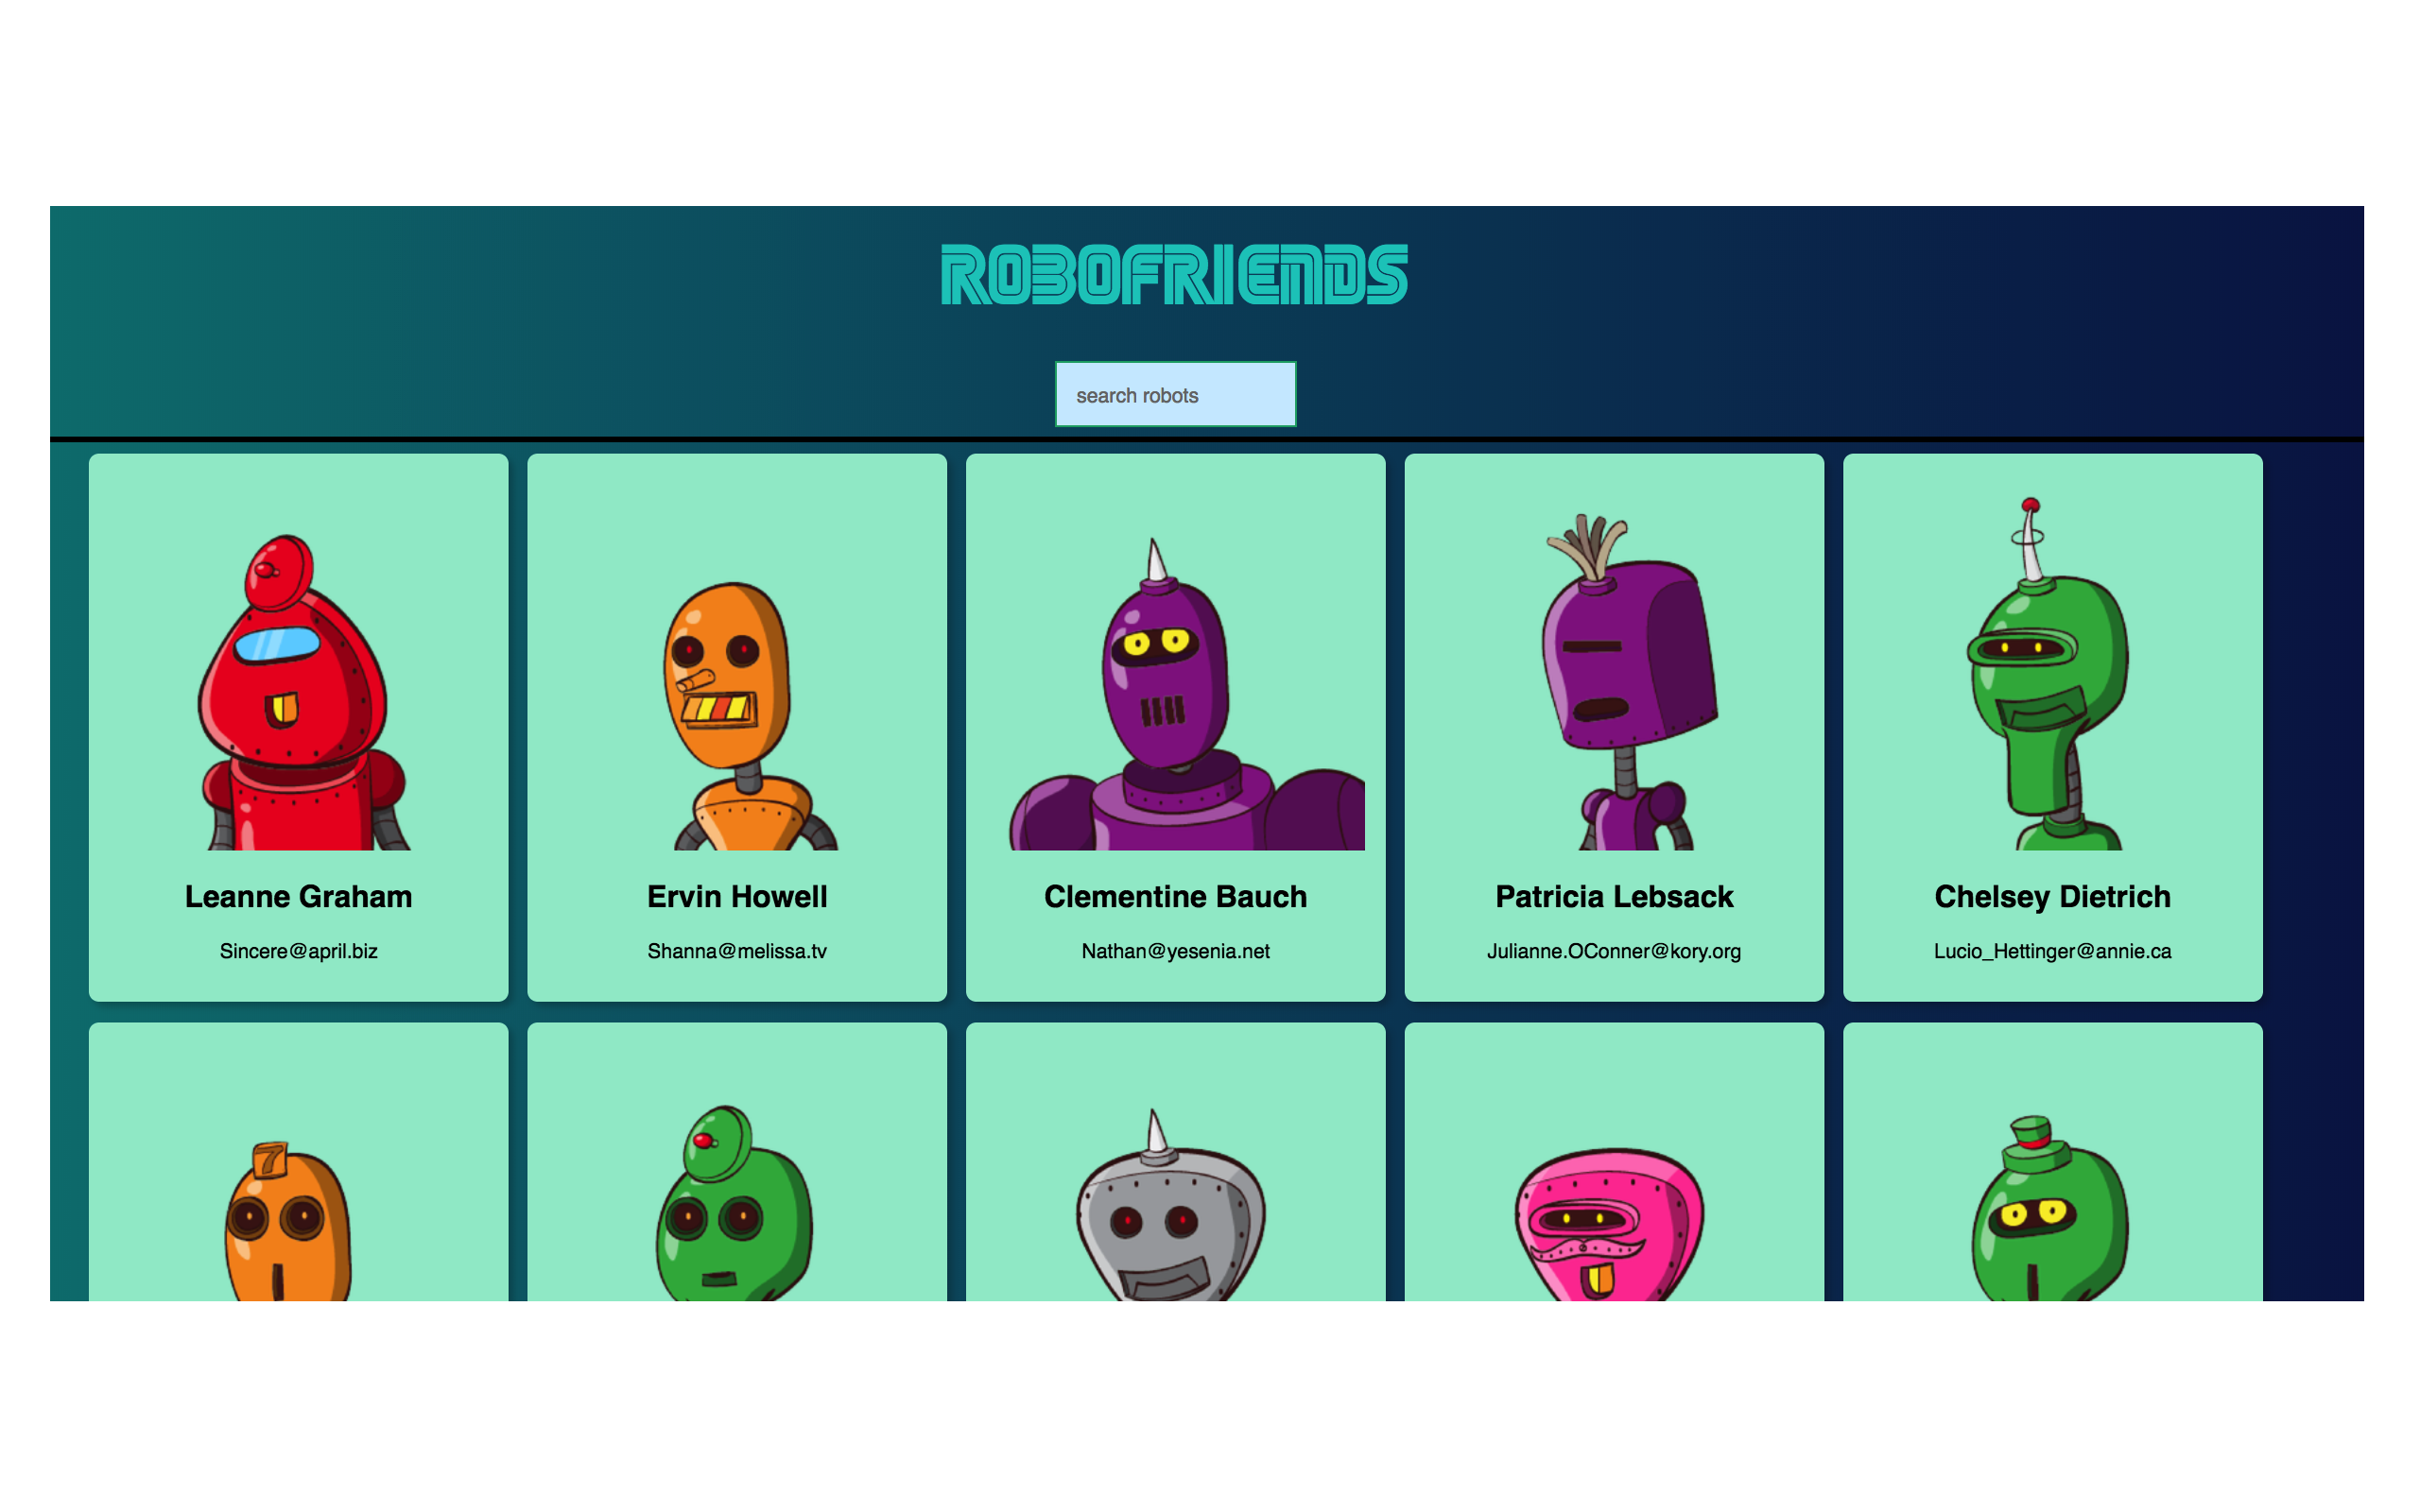 ROBOFRIENDS
search robots
Leanne Graham
Sincere@april.biz
Ervin Howell
Shanna@melissa.tv
Clementine Bauch
Nathan@yesenia.net
Patricia Lebsack
Julianne.OConner@kory.org
Chelsey Dietrich
Lucio_Hettinger@annie.ca
7